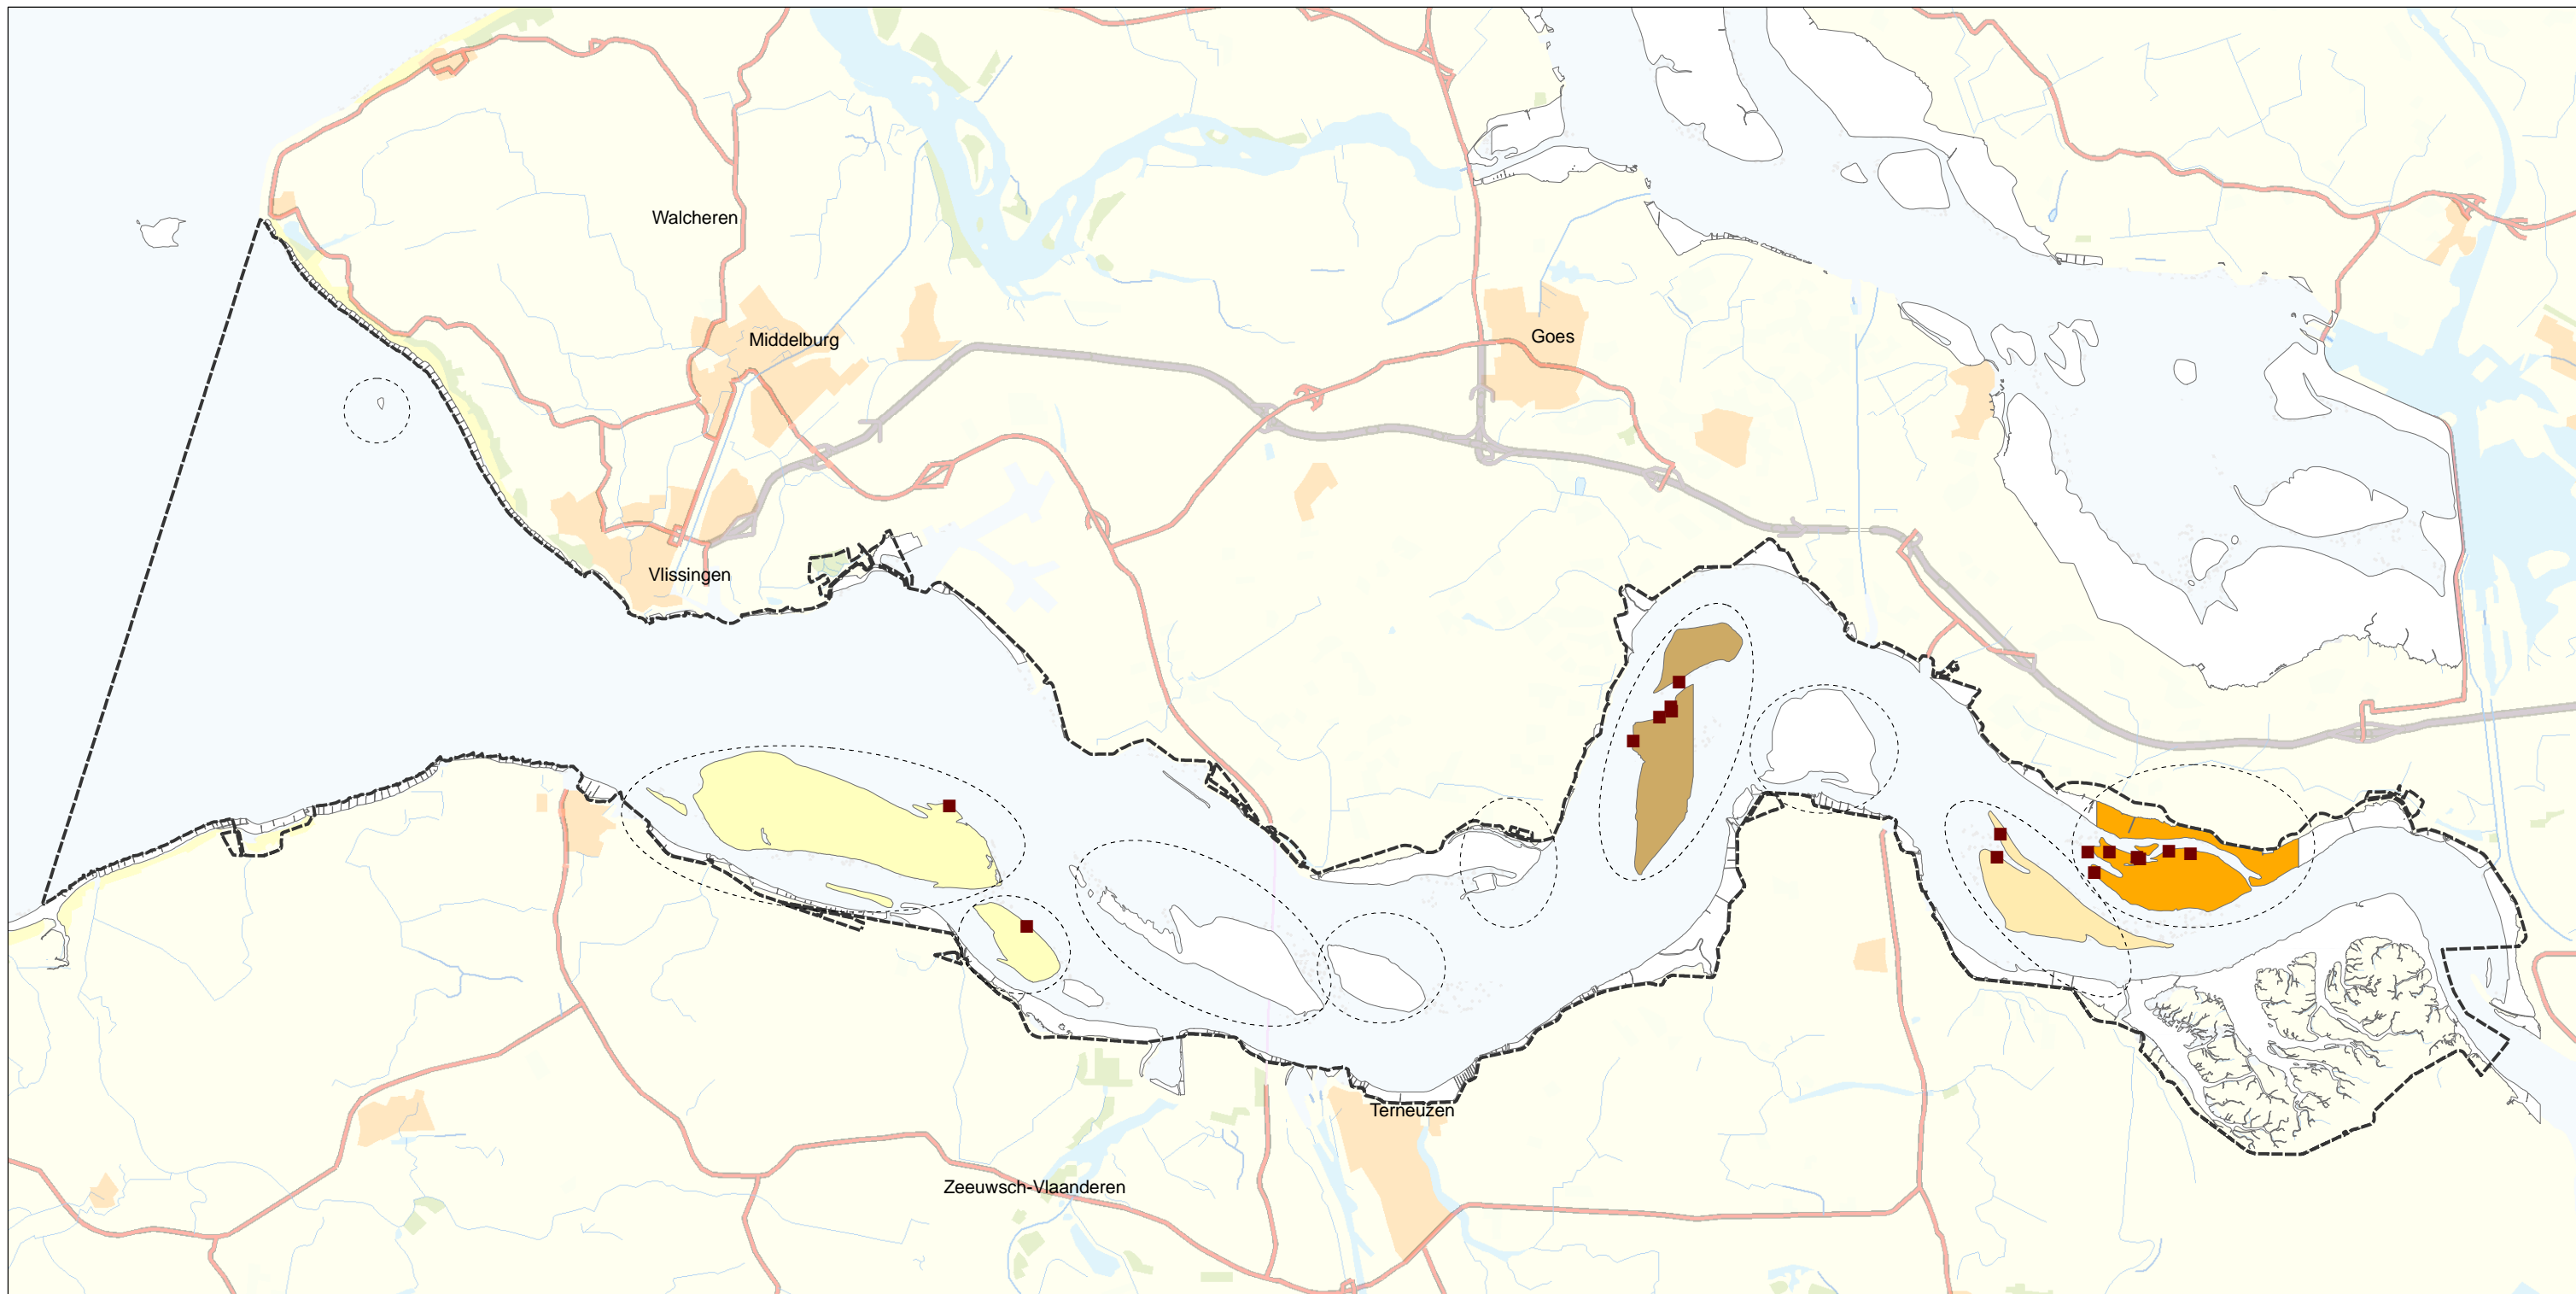 Walcheren
Middelburg
Goes
Vlissingen
Terneuzen
Zeeuwsch-Vlaanderen